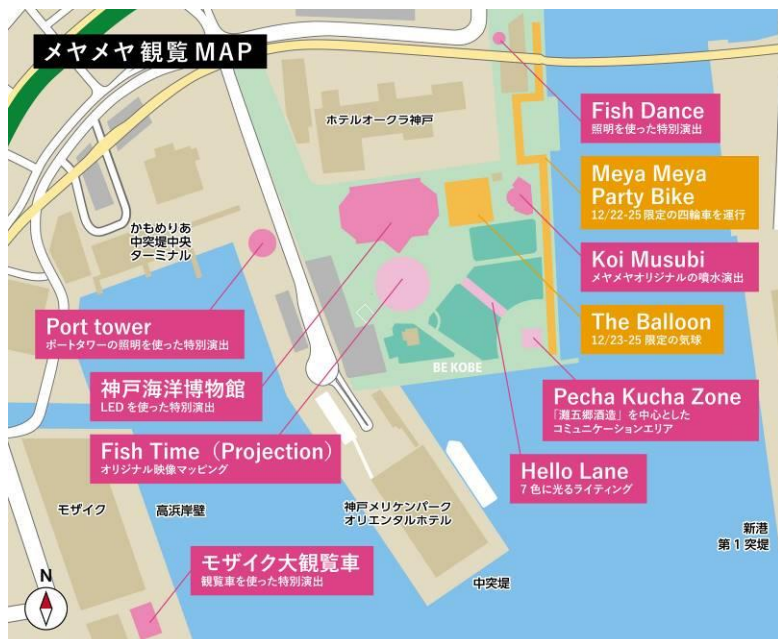 メヤメヤ観覧MAP
ホテルオークラ神戸
Fish Dance
照明を使った特別演出
Meya Meya
Party Bike
12/22-25 限定の四輪車を運行
かもめりあ
中突堤中央
ターミナル
Koi Musubi
メヤメヤオリジナルの噴水演出
Port tower
ポートタワーの照明を使った特別演出
The Balloon
12/23-25 限定の気球
神戸海洋博物館
LEDを使った特別演出
BE KOBE
Pecha Kucha Zone
「灘五郷酒造」を中心とした
コミュニケーションエリア
Fish Time（Projection）
オリジナル映像マッピング
Hello Lane
7色に光るライティング
モザイク
高浜岸壁
神戸メリケンパーク
オリエンタルホテル
新港
第1突堤
モザイク大観覧車
観覧車を使った特別演出
中突堤
N